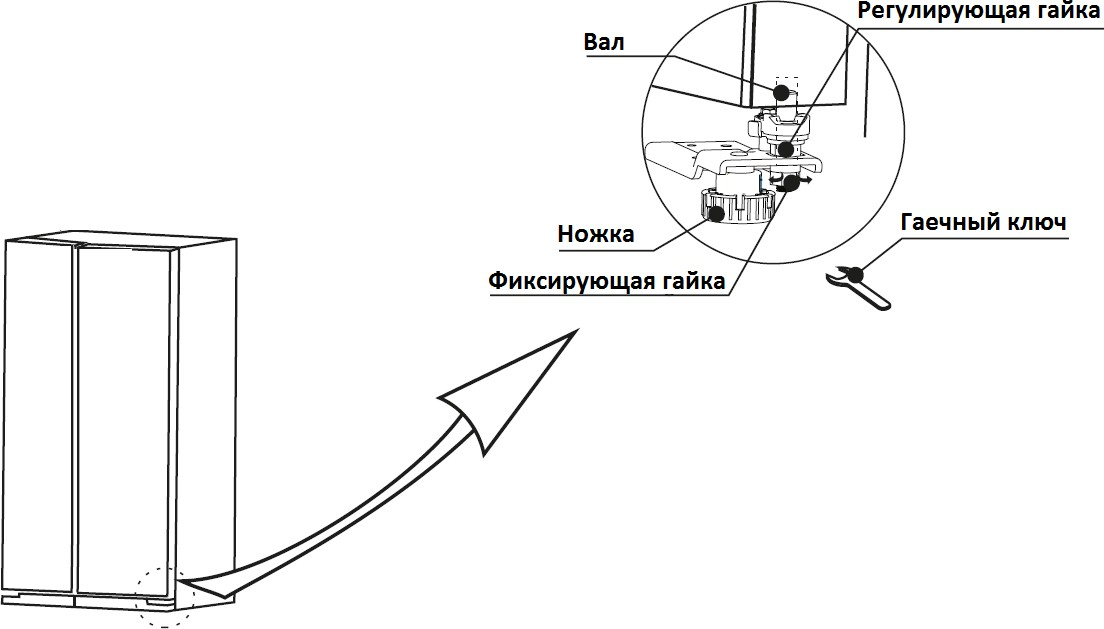 Регулирующая гайка
Вал
Гаечный ключ
Ножка
Фиксирующая гайка